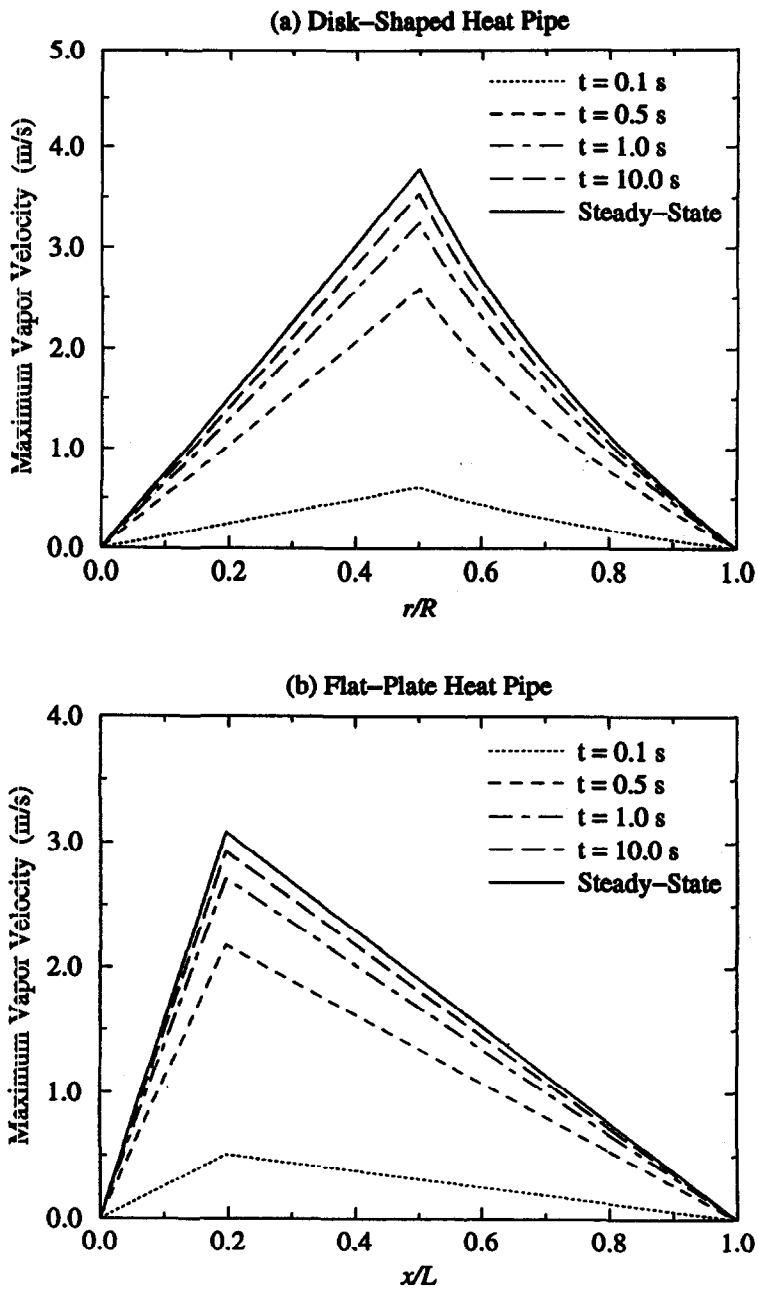 (a) Disk–Shaped Heat Pipe
5.0
4.0
3.0
2.0
1.0
0.0
Maximum Vapor Velocity (m/s)
t = 0.1 s
t = 0.5 s
t = 1.0 s
t = 10.0 s
Steady–State
0.0 0.2 0.4 0.6 0.8 1.0
r/R
(b) Flat–Plate Heat Pipe
4.0
3.0
2.0
1.0
0.0
Maximum Vapor Velocity (m/s)
t = 0.1 s
t = 0.5 s
t = 1.0 s
t = 10.0 s
Steady–State
0.0 0.2 0.4 0.6 0.8 1.0
x/L